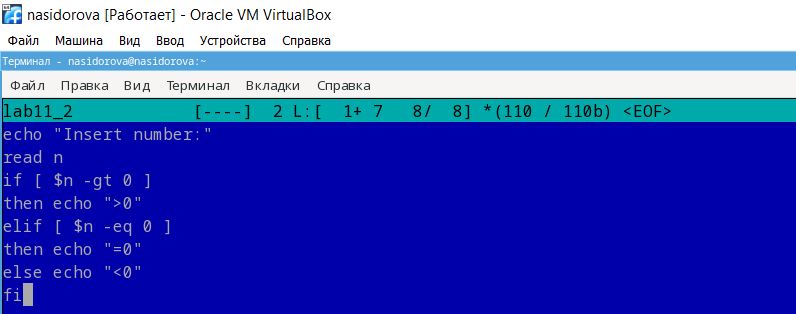 nasidorova [Работает] - Oracle VM VirtualBox
Файл Машина Вид Ввод Устройства Справка
Терминал - nasidorova@nasidorova:~
Файл Правка Вид Терминал Вкладки Справка
lab11_2 [----] 2 L:[ 1+ 7 8/ 8] *(110 / 110b) <EOF>
echo "Insert number:"
read n
if [ $n -gt 0 ]
then echo ">0"
elif [ $n -eq 0 ]
then echo "=0"
else echo "<0"
fi